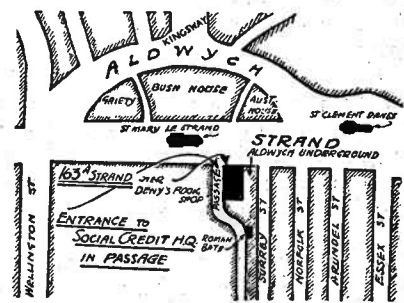 KINGSWAY
ALDWYCH
GAIETY
BUSH HOUSE
AUST. HOUSE
ST CLEMENT DANES
ST MARY LE STRAND
STRAND
ALDWYCH UNDERGROUND
163A STRAND
DENY'S BOOK SHOP
PASSAGE
ENTRANCE TO
SOCIAL CREDIT H.Q.
IN PASSAGE
ROMAN BATH
WELLINGTON ST
SURREY ST
NORFOLK ST
ARUNDEL ST
ESSEX ST